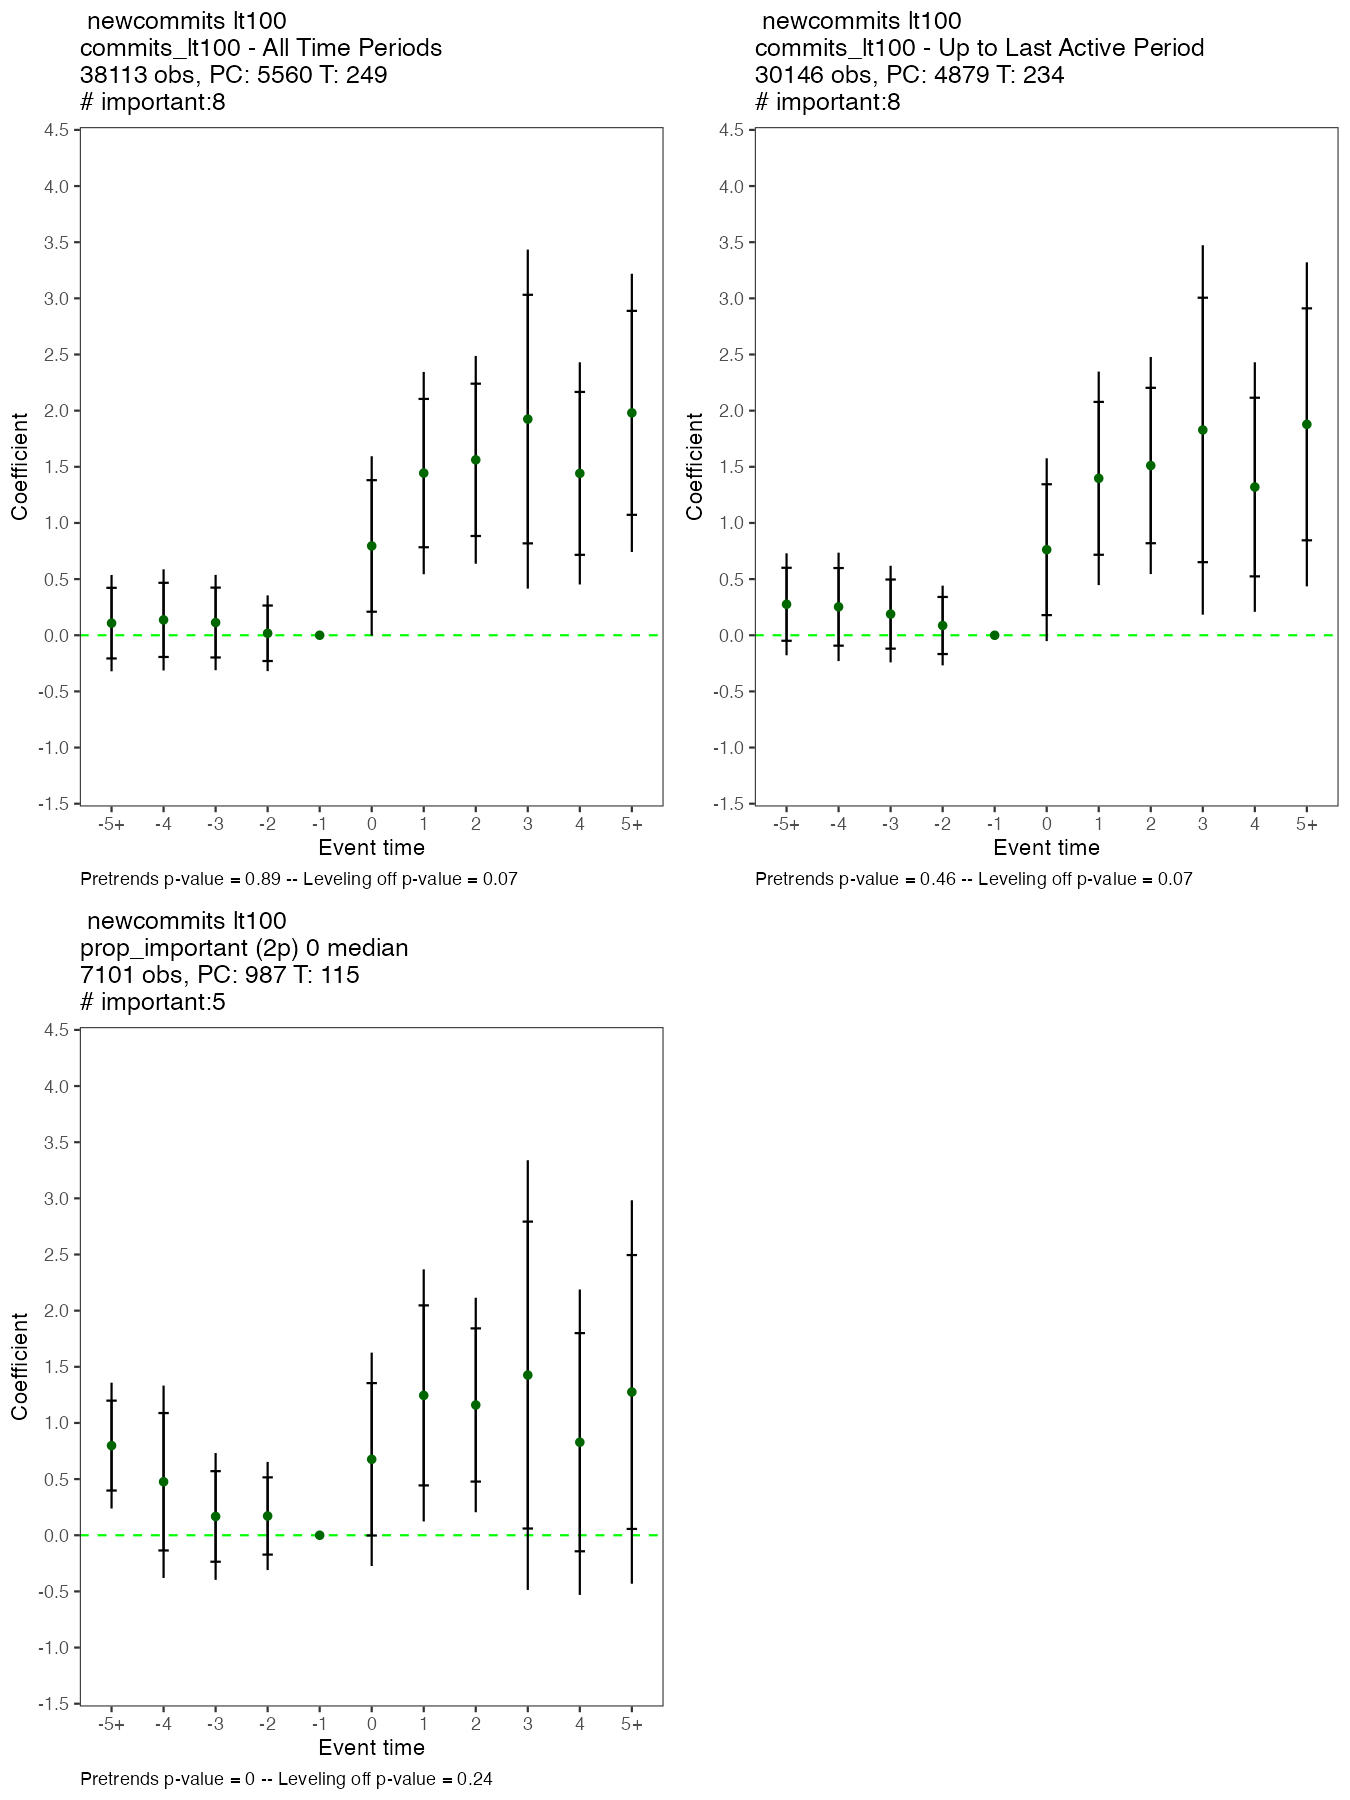 newcommits lt100
commits_lt100 - All Time Periods
38113 obs, PC: 5560 T: 249
# important:8
4.5
4.0
3.5
3.0
2.5
2.0
1.5
1.0
0.5
0.0
-0.5
-1.0
-1.5
Coefficient
-5+ -4 -3 -2 -1 0 1 2 3 4 5+
Event time
Pretrends p-value = 0.89 -- Leveling off p-value = 0.07
newcommits lt100
commits_lt100 - Up to Last Active Period
30146 obs, PC: 4879 T: 234
# important:8
4.5
4.0
3.5
3.0
2.5
2.0
1.5
1.0
0.5
0.0
-0.5
-1.0
-1.5
Coefficient
-5+ -4 -3 -2 -1 0 1 2 3 4 5+
Event time
Pretrends p-value = 0.46 -- Leveling off p-value = 0.07
newcommits lt100
prop_important (2p) 0 median
7101 obs, PC: 987 T: 115
# important:5
4.5
4.0
3.5
3.0
2.5
2.0
1.5
1.0
0.5
0.0
-0.5
-1.0
-1.5
Coefficient
-5+ -4 -3 -2 -1 0 1 2 3 4 5+
Event time
Pretrends p-value = 0 -- Leveling off p-value = 0.24